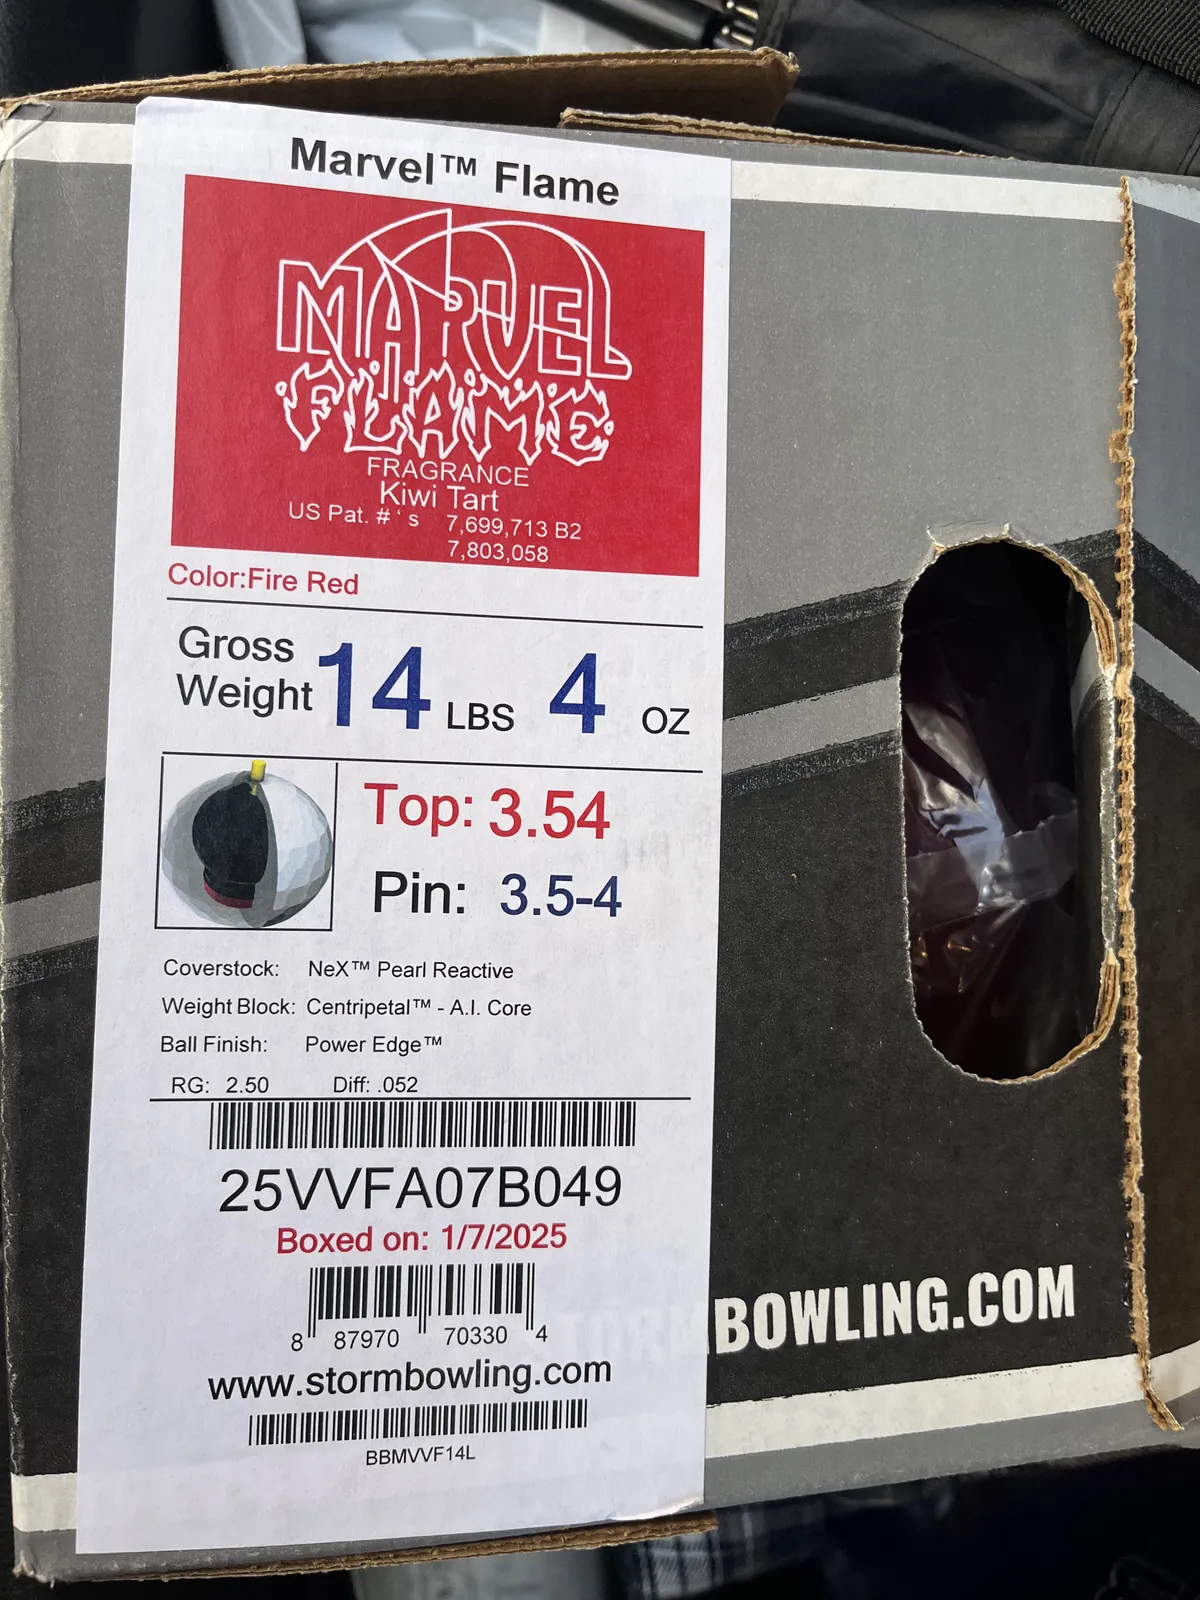 Marvel™ Flame
MARVEL
FLAME
FRAGRANCE
Kiwi Tart
US Pat. #'s 7,699,713 B2
7,803,058
Color:Fire Red
Gross
Weight 14 LBS 4 OZ
Top: 3.54
Pin: 3.5-4
Coverstock: NeX™ Pearl Reactive
Weight Block: Centripetal™ - A.I. Core
Ball Finish: Power Edge™
RG: 2.50 Diff: .052
25VVFA07B049
Boxed on: 1/7/2025
8 87970 70330 4
www.stormbowling.com
BBMVVF14L
STORMBOWLING.COM